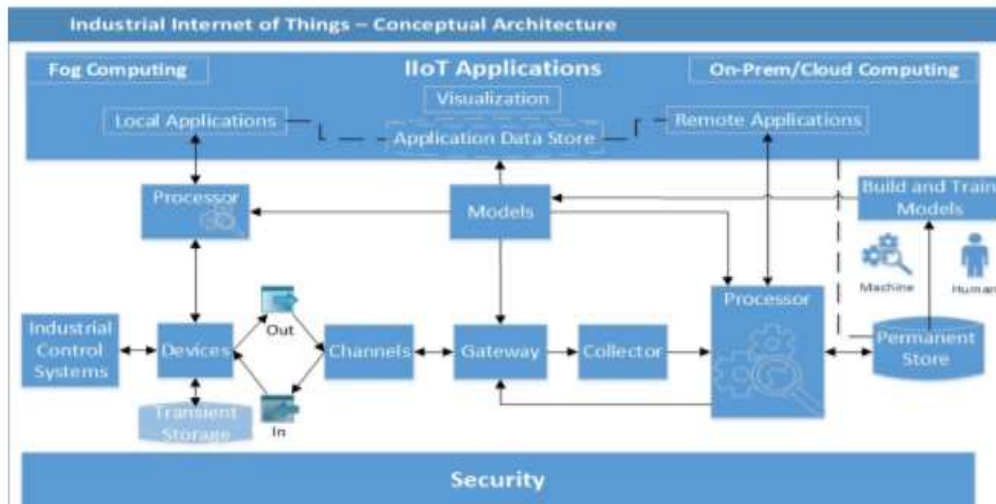 Industrial Internet of Things – Conceptual Architecture
Fog Computing
IIoT Applications
On-Prem/Cloud Computing
Visualization
Local Applications
Application Data Store
Remote Applications
Processor
Models
Build and Train
Models
Machine
Human
Processor
Industrial
Control
Systems
Devices
Out
In
Channels
Gateway
Collector
Permanent
Store
Transient
Storage
Security